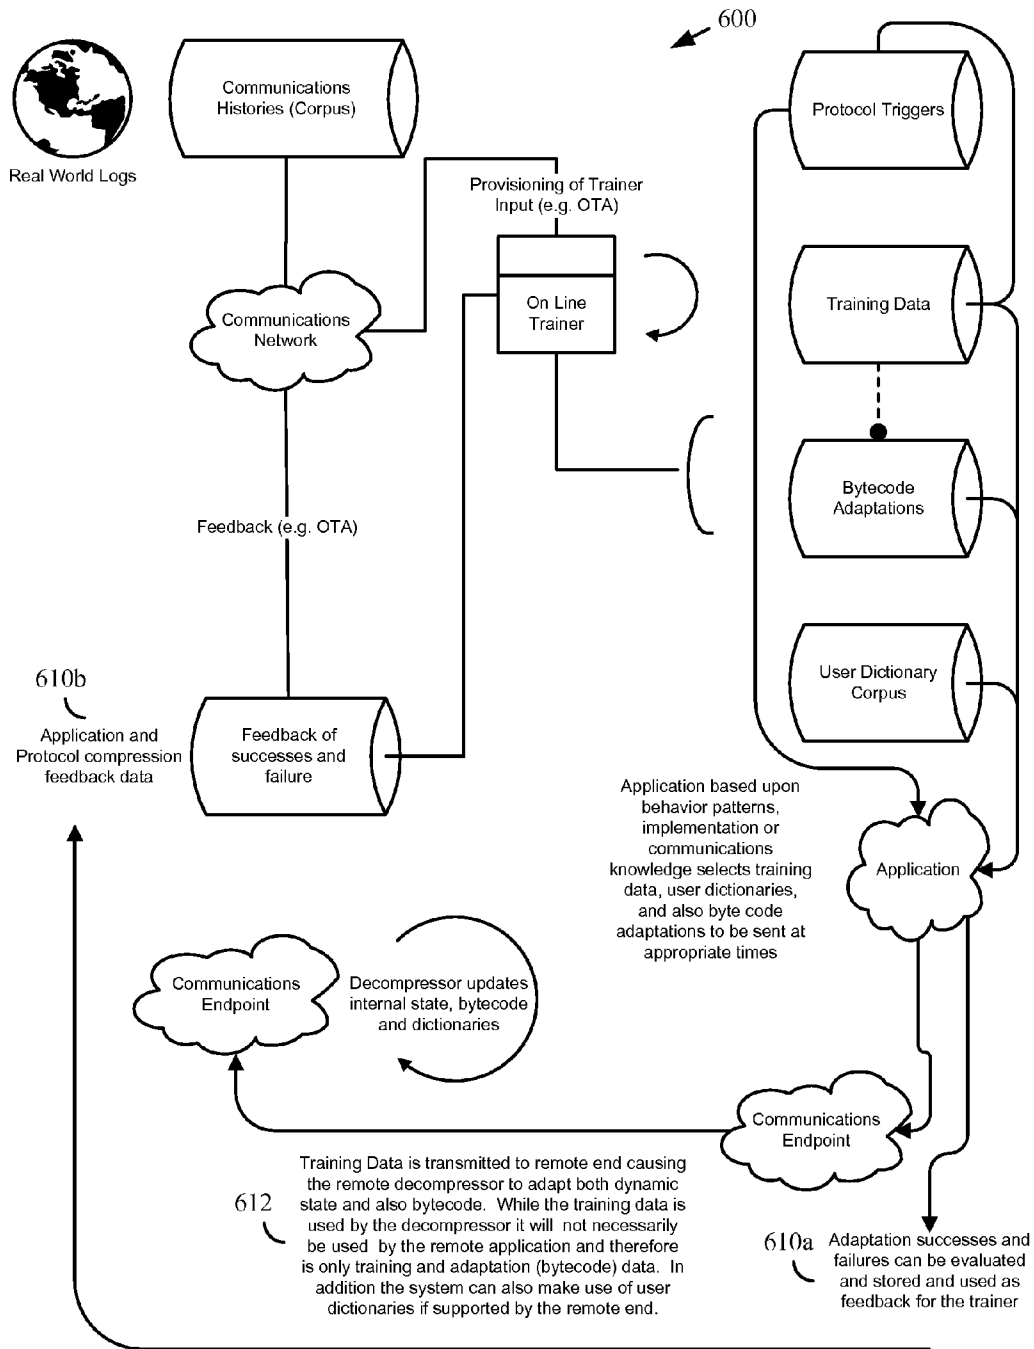 600
Communications
Histories (Corpus)
Real World Logs
Protocol Triggers
Provisioning of Trainer
Input (e.g. OTA)
On Line
Trainer
Training Data
Communications
Network
Bytecode
Adaptations
Feedback (e.g. OTA)
User Dictionary
Corpus
610b
Application and
Protocol compression
feedback data
Feedback of
successes and
failure
Application based upon
behavior patterns,
implementation or
communications
knowledge selects training
data, user dictionaries,
and also byte code
adaptations to be sent at
appropriate times
Application
Communications
Endpoint
Decompressor updates
internal state, bytecode
and dictionaries
Communications
Endpoint
612
Training Data is transmitted to remote end causing
the remote decompressor to adapt both dynamic
state and also bytecode. While the training data is
used by the decompressor it will not necessarily
be used by the remote application and therefore
is only training and adaptation (bytecode) data. In
addition the system can also make use of user
dictionaries if supported by the remote end.
610a
Adaptation successes and
failures can be evaluated
and stored and used as
feedback for the trainer